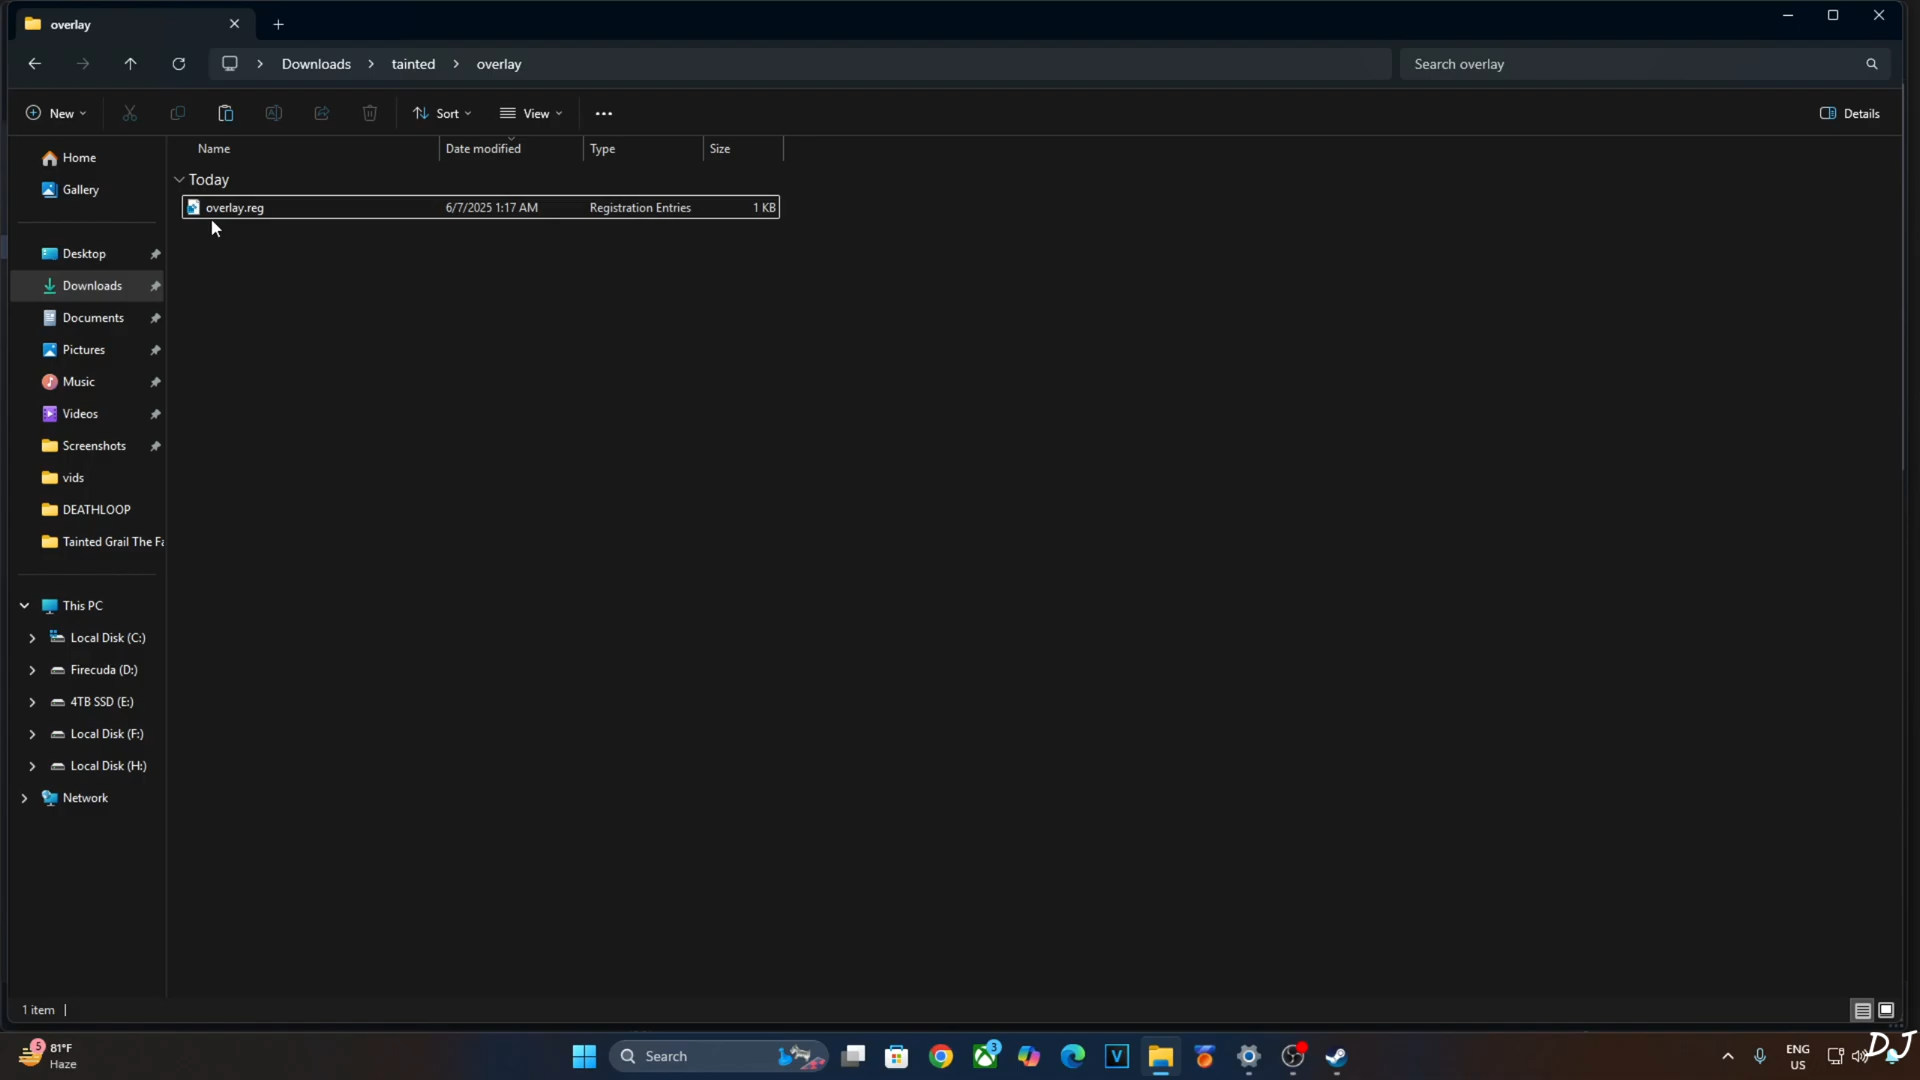 overlay
Downloads
tainted
overlay
Search overlay
New
Sort
View
Details
Name
Date modified
Type
Size
Today
overlay.reg
6/7/2025 1:17 AM
Registration Entries
1 KB
Home
Gallery
Desktop
Downloads
Documents
Pictures
Music
Videos
Screenshots
vids
DEATHLOOP
Tainted Grail The Fa
This PC
Local Disk (C:)
Firecuda (D:)
4TB SSD (E:)
Local Disk (F:)
Local Disk (H:)
Network
1 item
5
81°F
Haze
Search
3
V
ENG
US
DJ